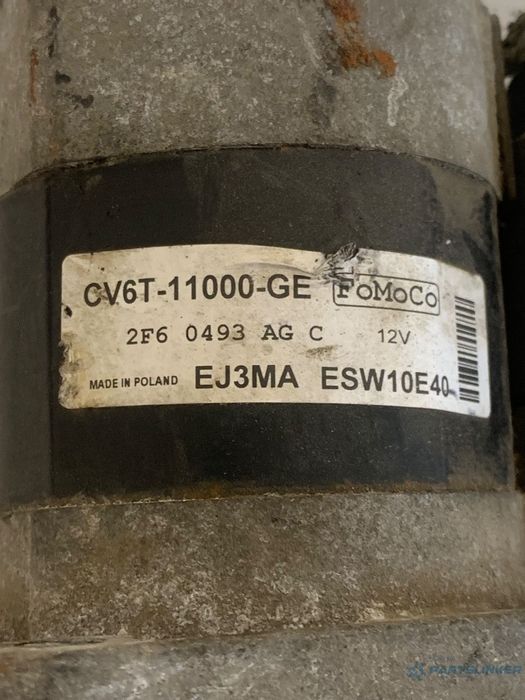 CV6T-11000-GE FoMoCo
2F6 0493 AG C 12V
MADE IN POLAND EJ3MA ESW10E40
PARTSLINKER